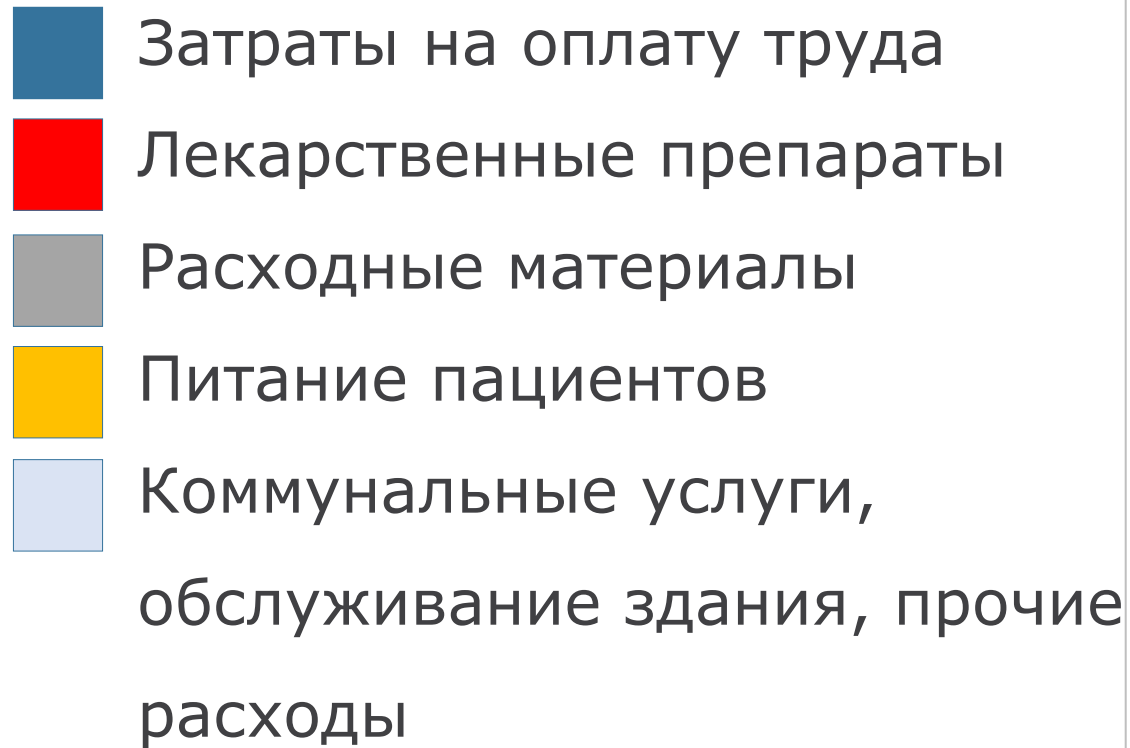 Затраты на оплату труда
Лекарственные препараты
Расходные материалы
Питание пациентов
Коммунальные услуги,
обслуживание здания, прочие
расходы